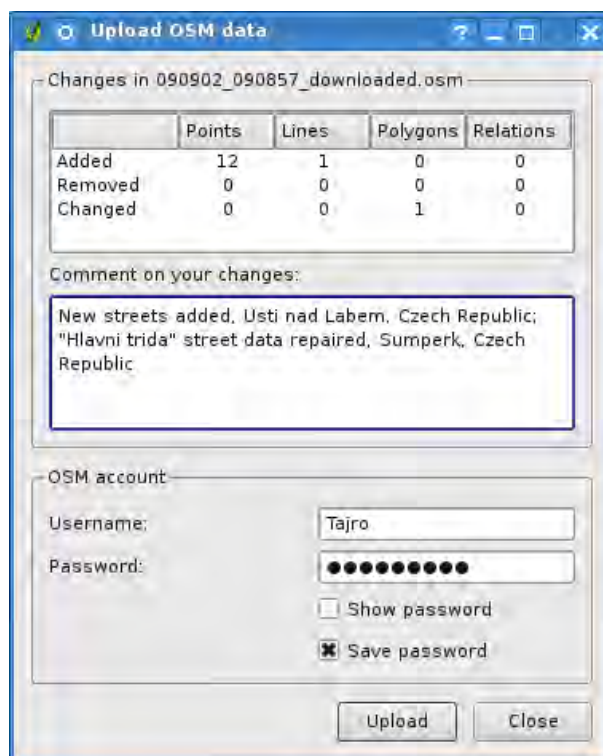 Upload OSM data
Changes in 090902_090857_downloaded.osm
Points Lines Polygons Relations
Added 12 1 0 0
Removed 0 0 0 0
Changed 0 0 1 0
Comment on your changes:
New streets added, Usti nad Labem, Czech Republic;
"Hlavni trida" street data repaired, Sumperk, Czech
Republic
OSM account
Username: Tajro
Password: ●●●●●●●●●
Show password
Save password
Upload Close